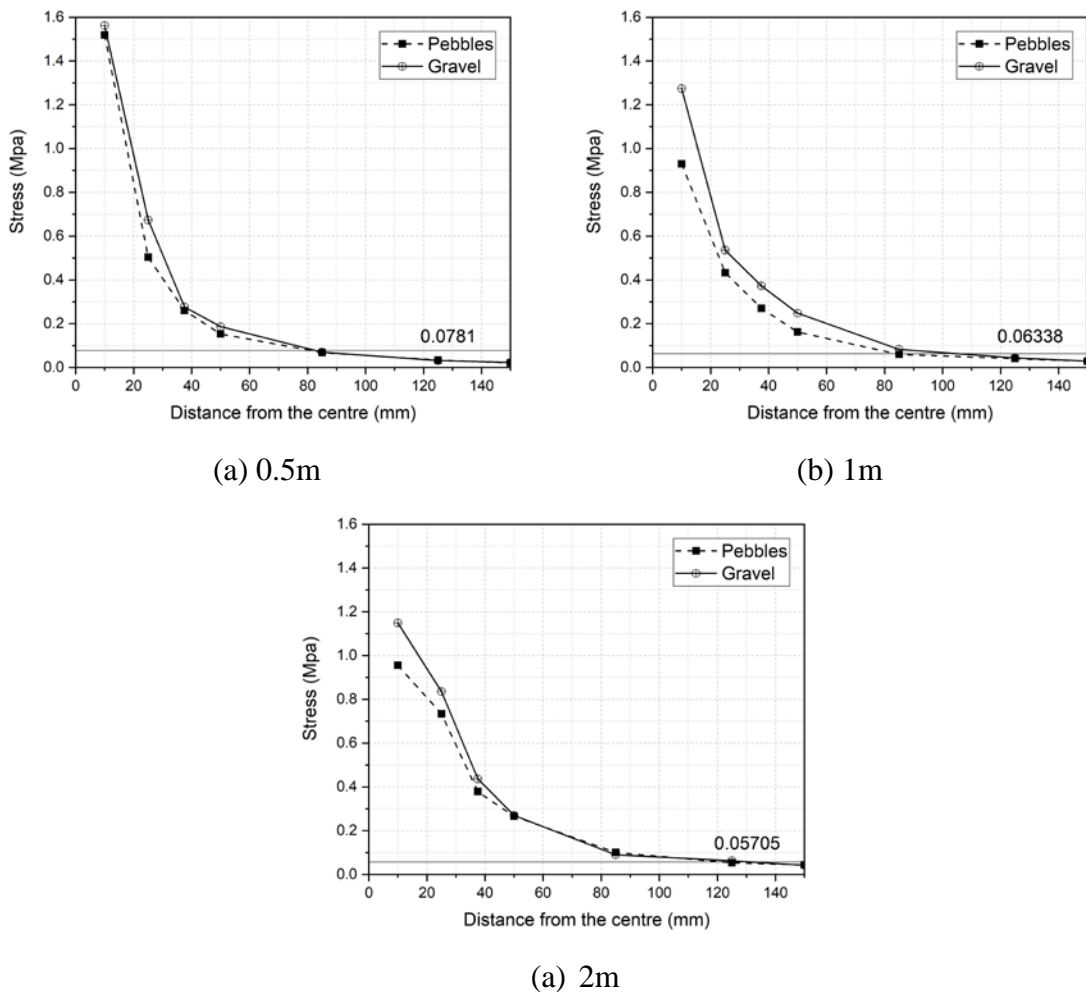 1.6
1.4
1.2
1.0
0.8
0.6
0.4
0.2
0.0
Stress (Mpa)
Pebbles
Gravel
0.0781
0 20 40 60 80 100 120 140
Distance from the centre (mm)
(a) 0.5m
1.6
1.4
1.2
1.0
0.8
0.6
0.4
0.2
0.0
Stress (Mpa)
Pebbles
Gravel
0.06338
0 20 40 60 80 100 120 140
Distance from the centre (mm)
(b) 1m
1.6
1.4
1.2
1.0
0.8
0.6
0.4
0.2
0.0
Stress (Mpa)
Pebbles
Gravel
0.05705
0 20 40 60 80 100 120 140
Distance from the centre (mm)
(a) 2m